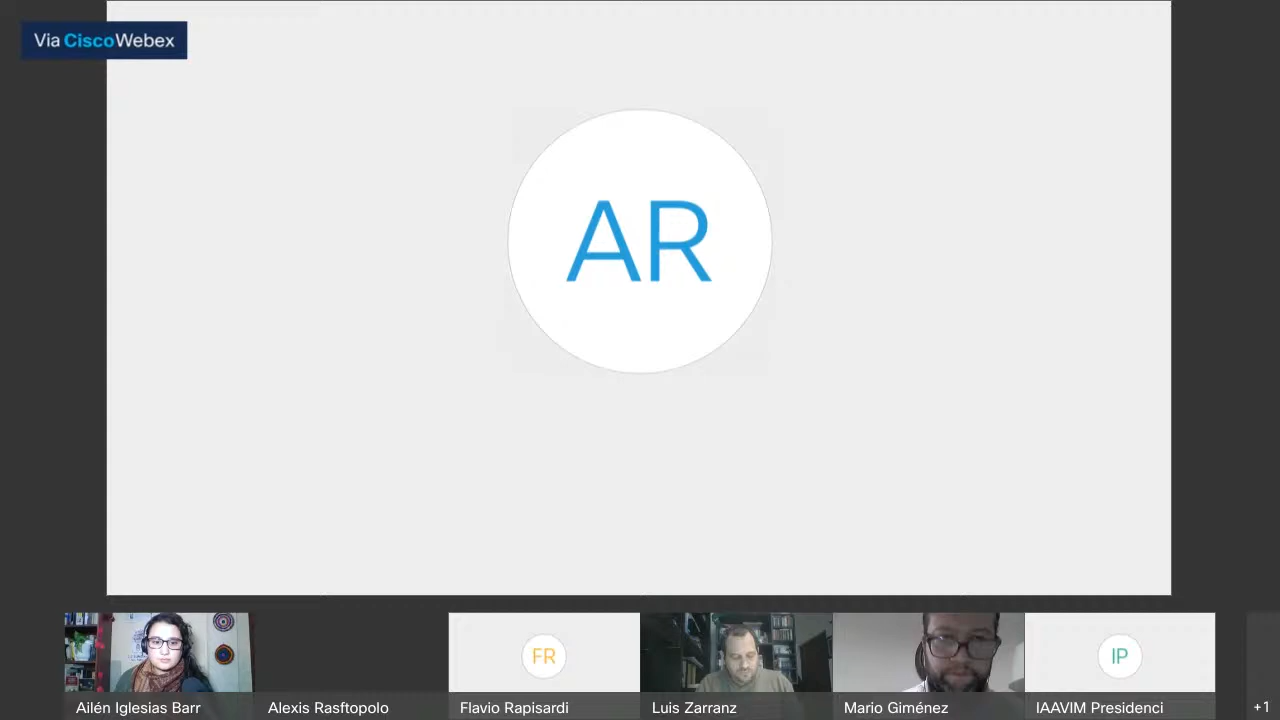 Via CiscoWebex
AR
FR
IP
Ailén Iglesias Barr
Alexis Rasftopolo
Flavio Rapisardi
Luis Zarranz
Mario Giménez
IAAVIM Presidenci
+1